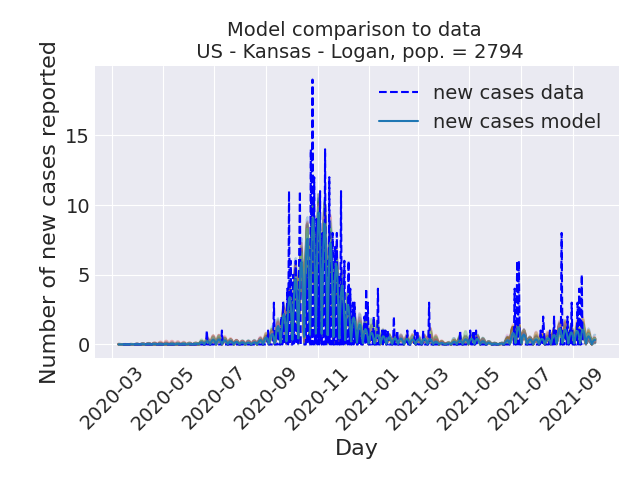 Model comparison to data
US - Kansas - Logan, pop. = 2794
new cases data
new cases model
Number of new cases reported
15
10
5
0
2020-03
2020-05
2020-07
2020-09
2020-11
2021-01
2021-03
2021-05
2021-07
2021-09
Day